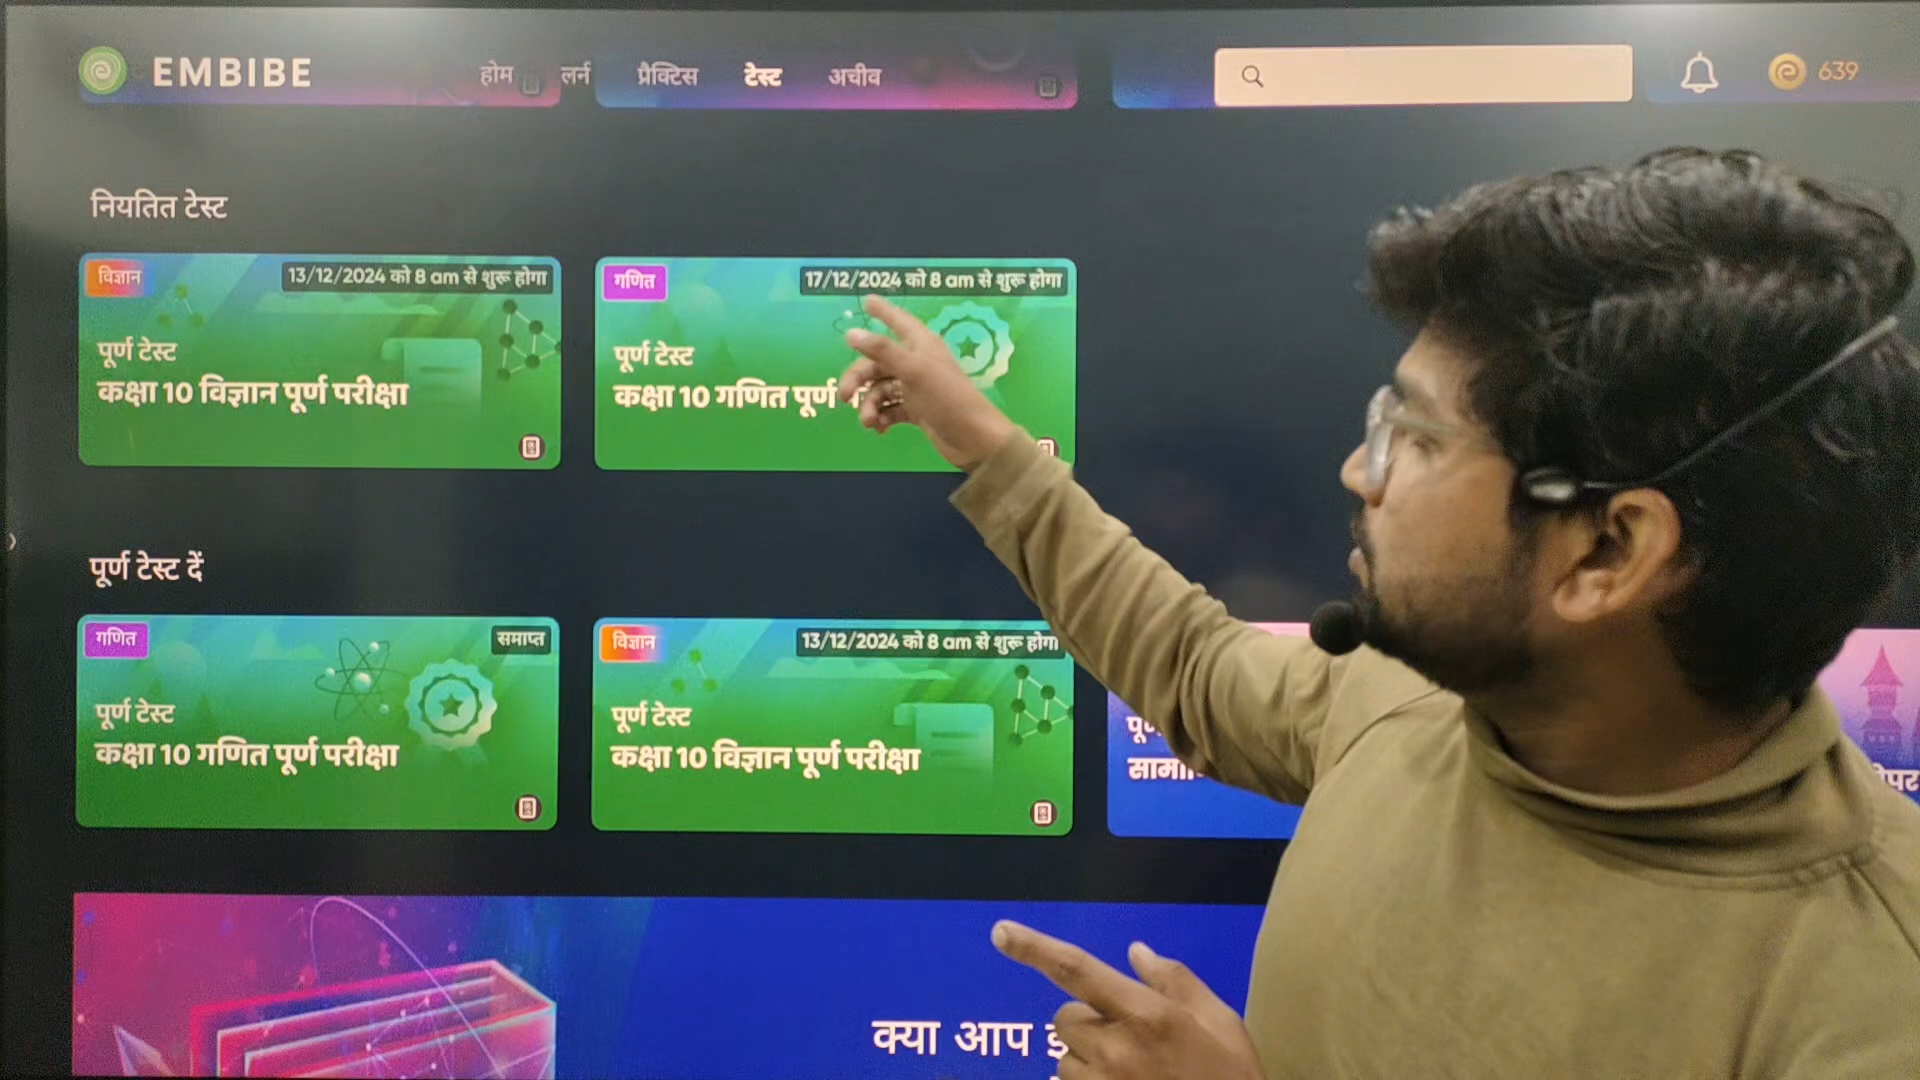 EMBIBE
होम
लर्न
प्रैक्टिस
टेस्ट
अचीव
639
नियतित टेस्ट
विज्ञान
13/12/2024 को 8 am से शुरू होगा
पूर्ण टेस्ट
कक्षा 10 विज्ञान पूर्ण परीक्षा
गणित
17/12/2024 को 8 am से शुरू होगा
पूर्ण टेस्ट
कक्षा 10 गणित पूर्ण
पूर्ण टेस्ट दें
गणित
समाप्त
पूर्ण टेस्ट
कक्षा 10 गणित पूर्ण परीक्षा
विज्ञान
13/12/2024 को 8 am से शुरू होगा
पूर्ण टेस्ट
कक्षा 10 विज्ञान पूर्ण परीक्षा
क्या आप